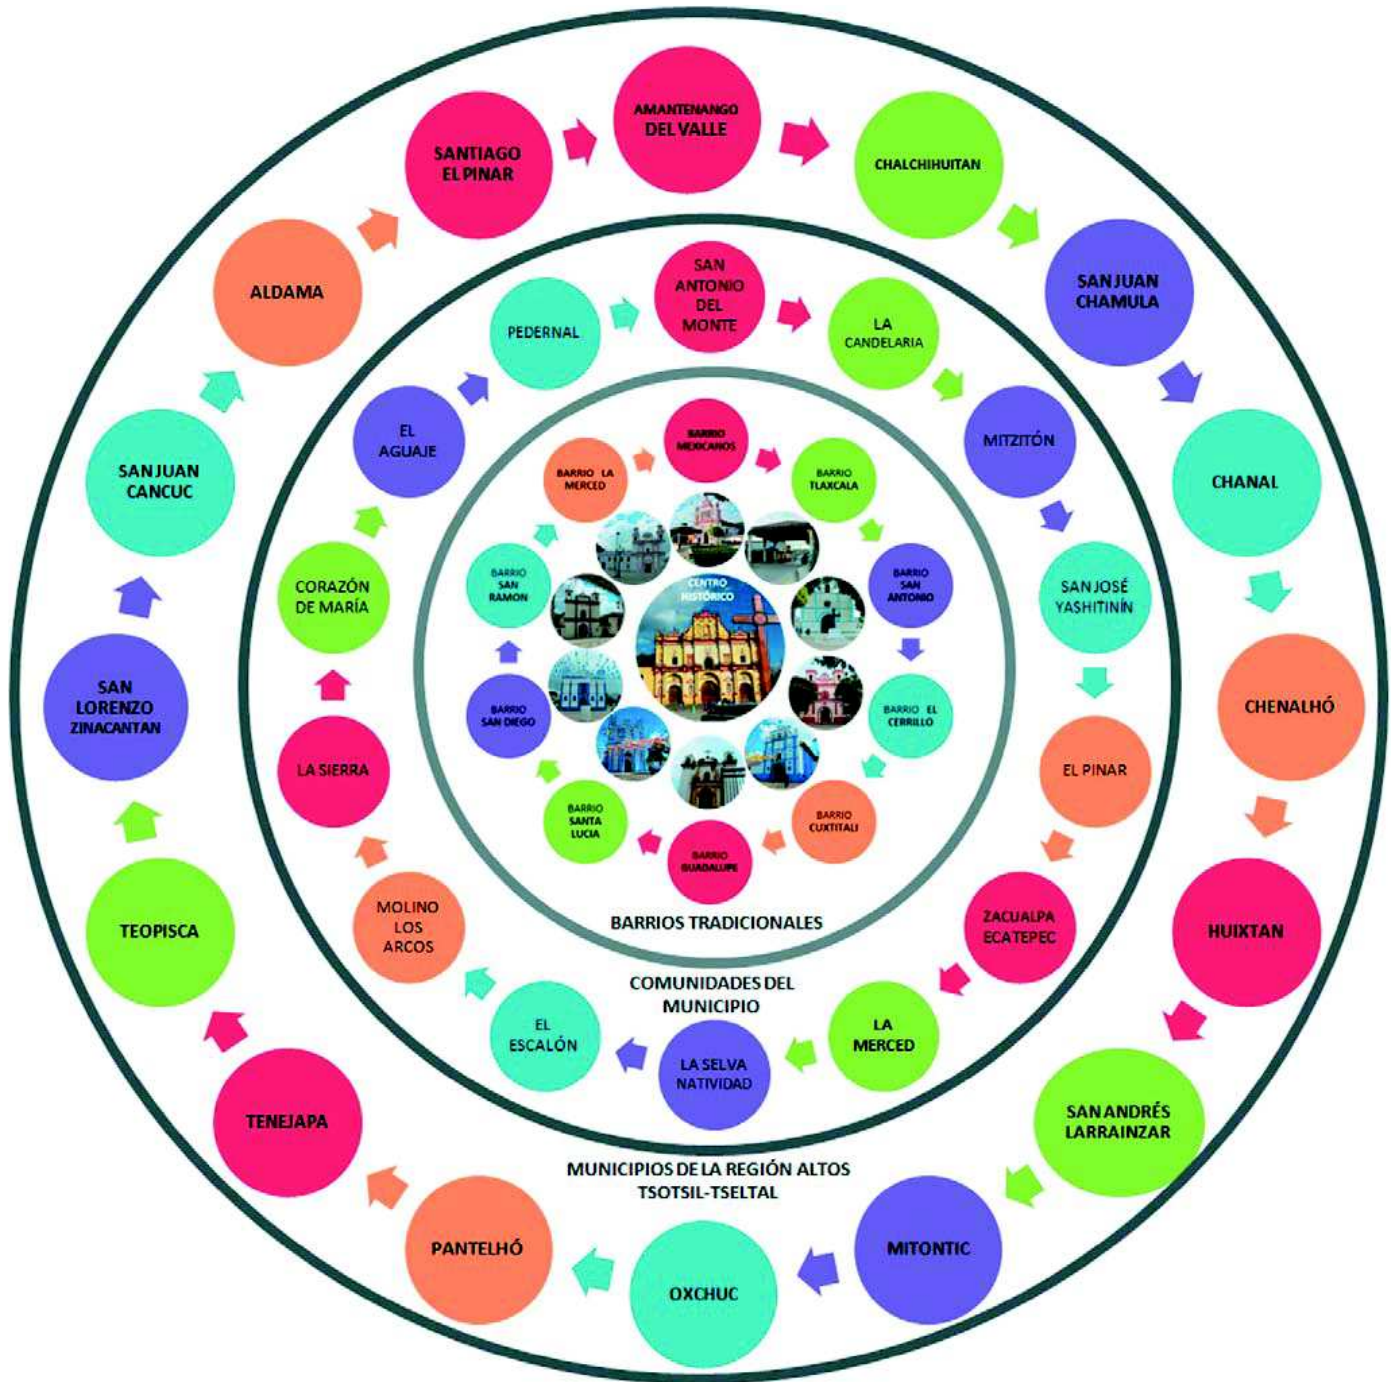 AMANTENANGO
DEL VALLE
CHALCHIHUITAN
SAN JUAN
CHAMULA
CHANAL
CHENALHÓ
HUIXTAN
SAN ANDRÉS
LARRAINZAR
MITONTIC
OXCHUC
PANTELHÓ
TENEJAPA
TEOPISCA
SAN
LORENZO
ZINACANTAN
SAN JUAN
CANCUC
ALDAMA
SANTIAGO
EL PINAR
SAN
ANTONIO
DEL
MONTE
LA
CANDELARIA
MITZITÓN
SAN JOSÉ
YASHITINÍN
EL PINAR
ZACUALPA
ECATEPEC
LA
MERCED
LA SELVA
NATIVIDAD
EL
ESCALÓN
MOLINO
LOS
ARCOS
LA SIERRA
CORAZÓN
DE MARÍA
EL
AGUAJE
PEDERNAL
BARRIO
MEXICANOS
BARRIO
TLAXCALA
BARRIO
SAN
ANTONIO
BARRIO EL
CERRILLO
BARRIO
CUXTITALI
BARRIO
GUADALUPE
BARRIO
SANTA
LUCIA
BARRIO
SAN DIEGO
BARRIO
SAN
RAMON
BARRIO LA
MERCED
CENTRO
HISTÓRICO
BARRIOS TRADICIONALES
COMUNIDADES DEL
MUNICIPIO
MUNICIPIOS DE LA REGIÓN ALTOS
TSOTSIL-TSELTAL